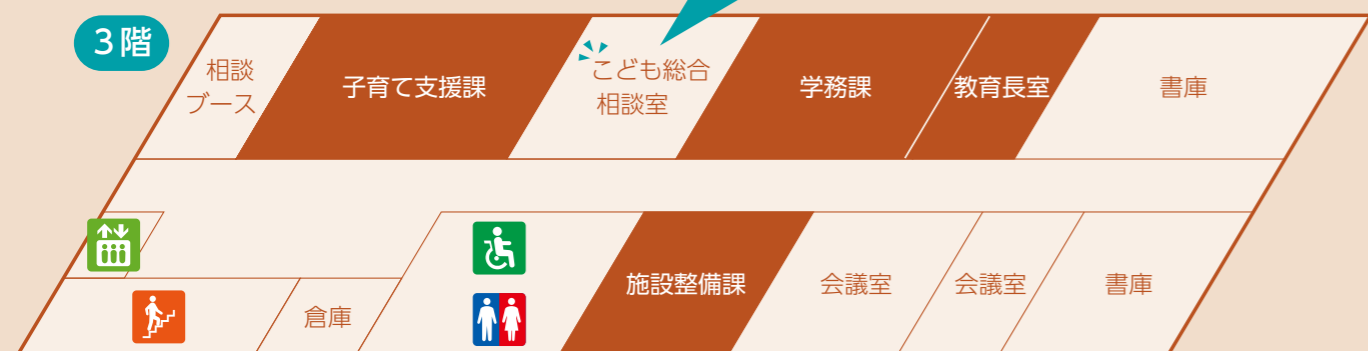 3階
相談
ブース
子育て支援課
こども総合
相談室
学務課
教育長室
書庫
倉庫
施設整備課
会議室
会議室
書庫